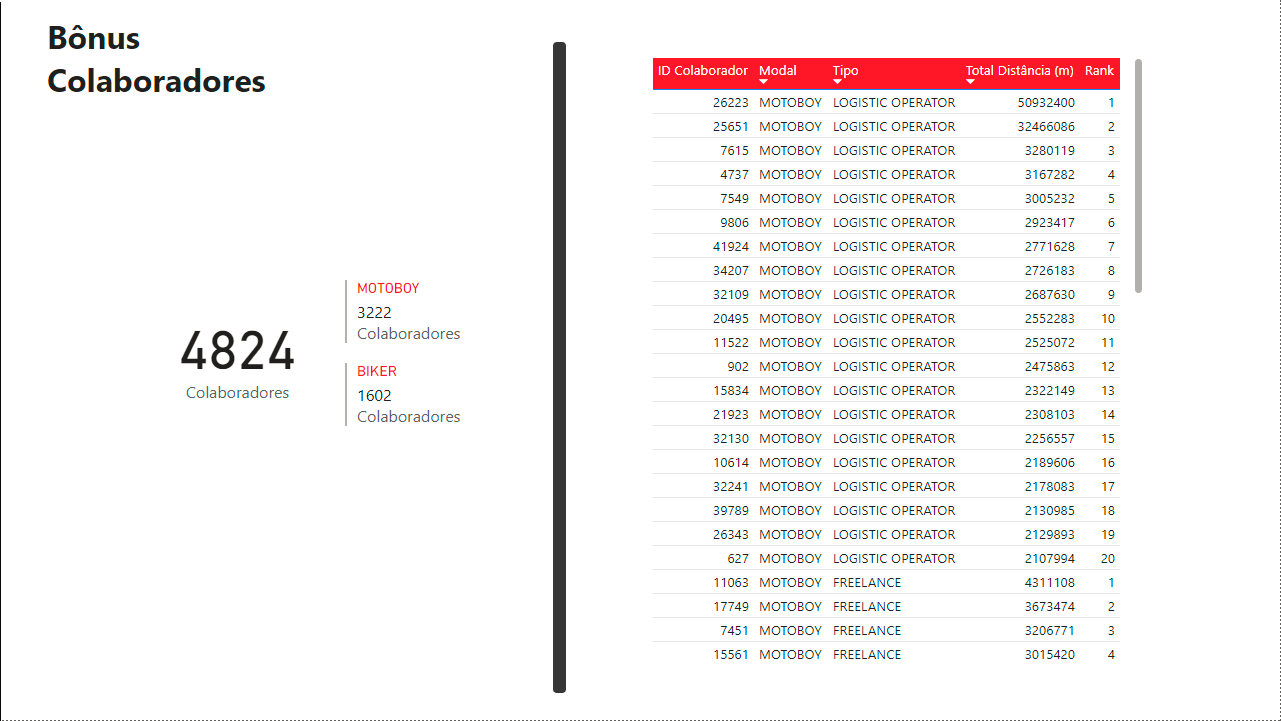 Bônus
Colaboradores
4824
Colaboradores
MOTOBOY
3222
Colaboradores
BIKER
1602
Colaboradores
ID Colaborador Modal Tipo Total Distância (m) Rank
26223 MOTOBOY LOGISTIC OPERATOR 50932400 1
25651 MOTOBOY LOGISTIC OPERATOR 32466086 2
7615 MOTOBOY LOGISTIC OPERATOR 3280119 3
4737 MOTOBOY LOGISTIC OPERATOR 3167282 4
7549 MOTOBOY LOGISTIC OPERATOR 3005232 5
9806 MOTOBOY LOGISTIC OPERATOR 2923417 6
41924 MOTOBOY LOGISTIC OPERATOR 2771628 7
34207 MOTOBOY LOGISTIC OPERATOR 2726183 8
32109 MOTOBOY LOGISTIC OPERATOR 2687630 9
20495 MOTOBOY LOGISTIC OPERATOR 2552283 10
11522 MOTOBOY LOGISTIC OPERATOR 2525072 11
902 MOTOBOY LOGISTIC OPERATOR 2475863 12
15834 MOTOBOY LOGISTIC OPERATOR 2322149 13
21923 MOTOBOY LOGISTIC OPERATOR 2308103 14
32130 MOTOBOY LOGISTIC OPERATOR 2256557 15
10614 MOTOBOY LOGISTIC OPERATOR 2189606 16
32241 MOTOBOY LOGISTIC OPERATOR 2178083 17
39789 MOTOBOY LOGISTIC OPERATOR 2130985 18
26343 MOTOBOY LOGISTIC OPERATOR 2129893 19
627 MOTOBOY LOGISTIC OPERATOR 2107994 20
11063 MOTOBOY FREELANCE 4311108 1
17749 MOTOBOY FREELANCE 3673474 2
7451 MOTOBOY FREELANCE 3206771 3
15561 MOTOBOY FREELANCE 3015420 4